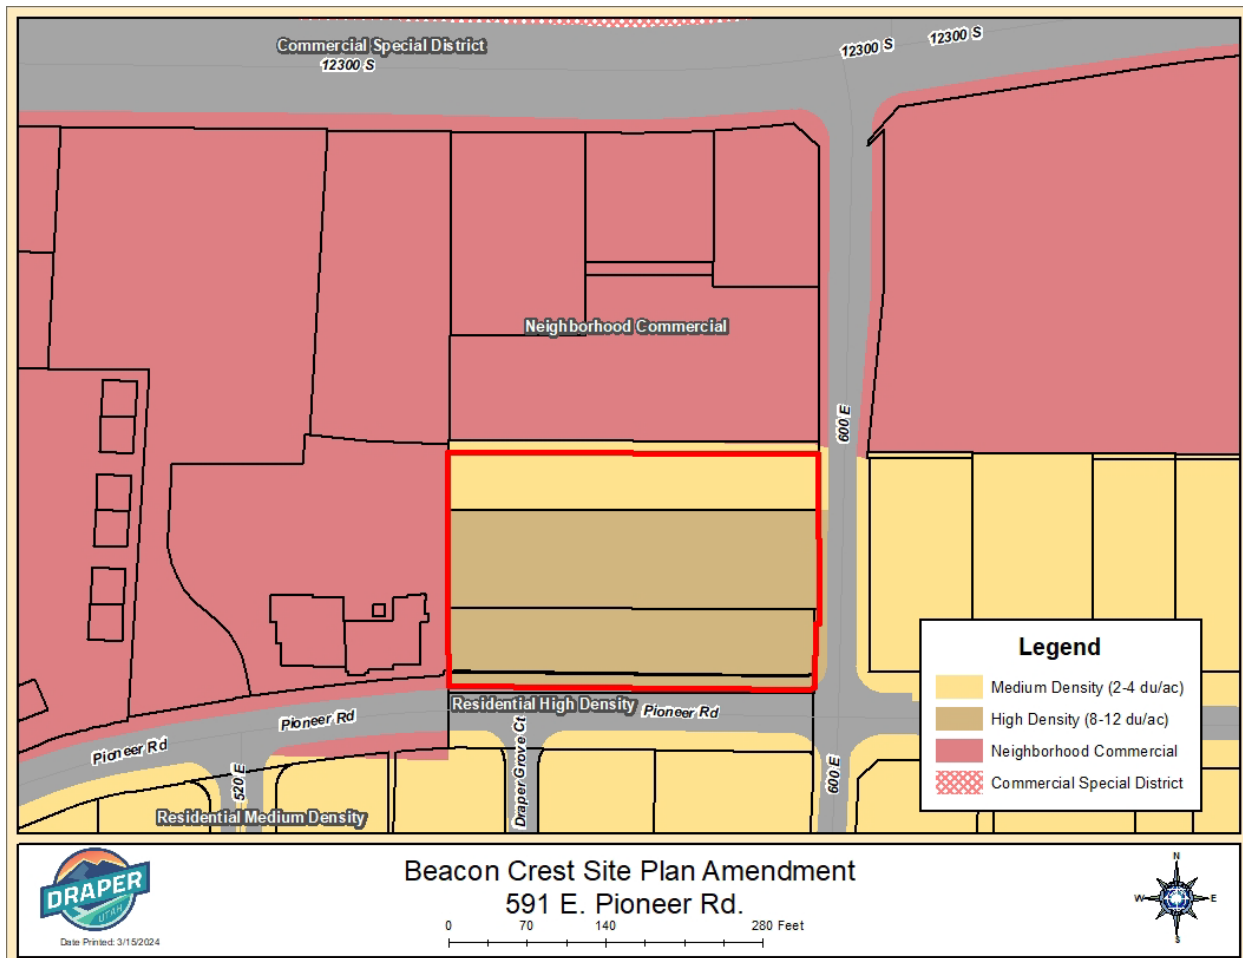 Commercial Special District
12300 S
12300 S
12300 S
Neighborhood Commercial
600 E
Legend
Medium Density (2-4 du/ac)
High Density (8-12 du/ac)
Neighborhood Commercial
Commercial Special District
Residential High Density
Pioneer Rd
Pioneer Rd
Pioneer Rd
520 E
Draper Grove Ct
600 E
Residential Medium Density
DRAPER
UTAH
Date Printed: 3/15/2024
Beacon Crest Site Plan Amendment
591 E. Pioneer Rd.
0 70 140 280 Feet
N
W E
S